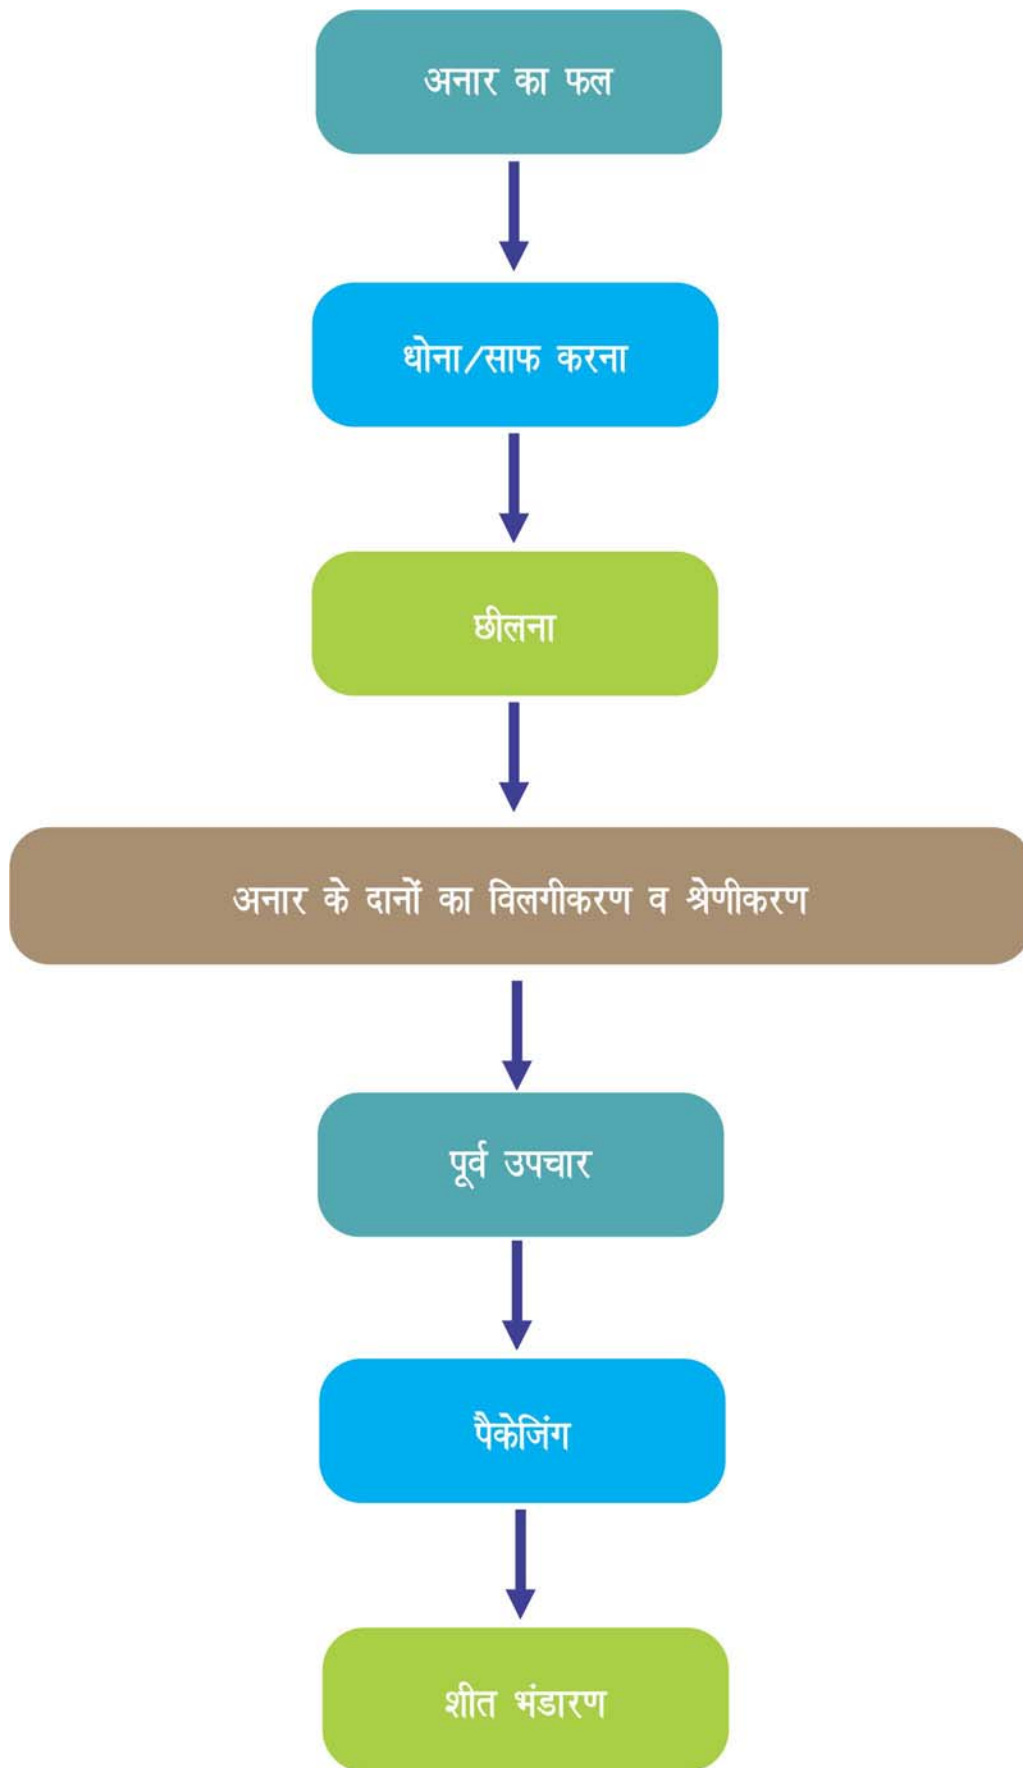 अनार का फल
धोना/साफ करना
छीलना
अनार के दानों का विलगीकरण व श्रेणीकरण
पूर्व उपचार
पैकेजिंग
शीत भंडारण